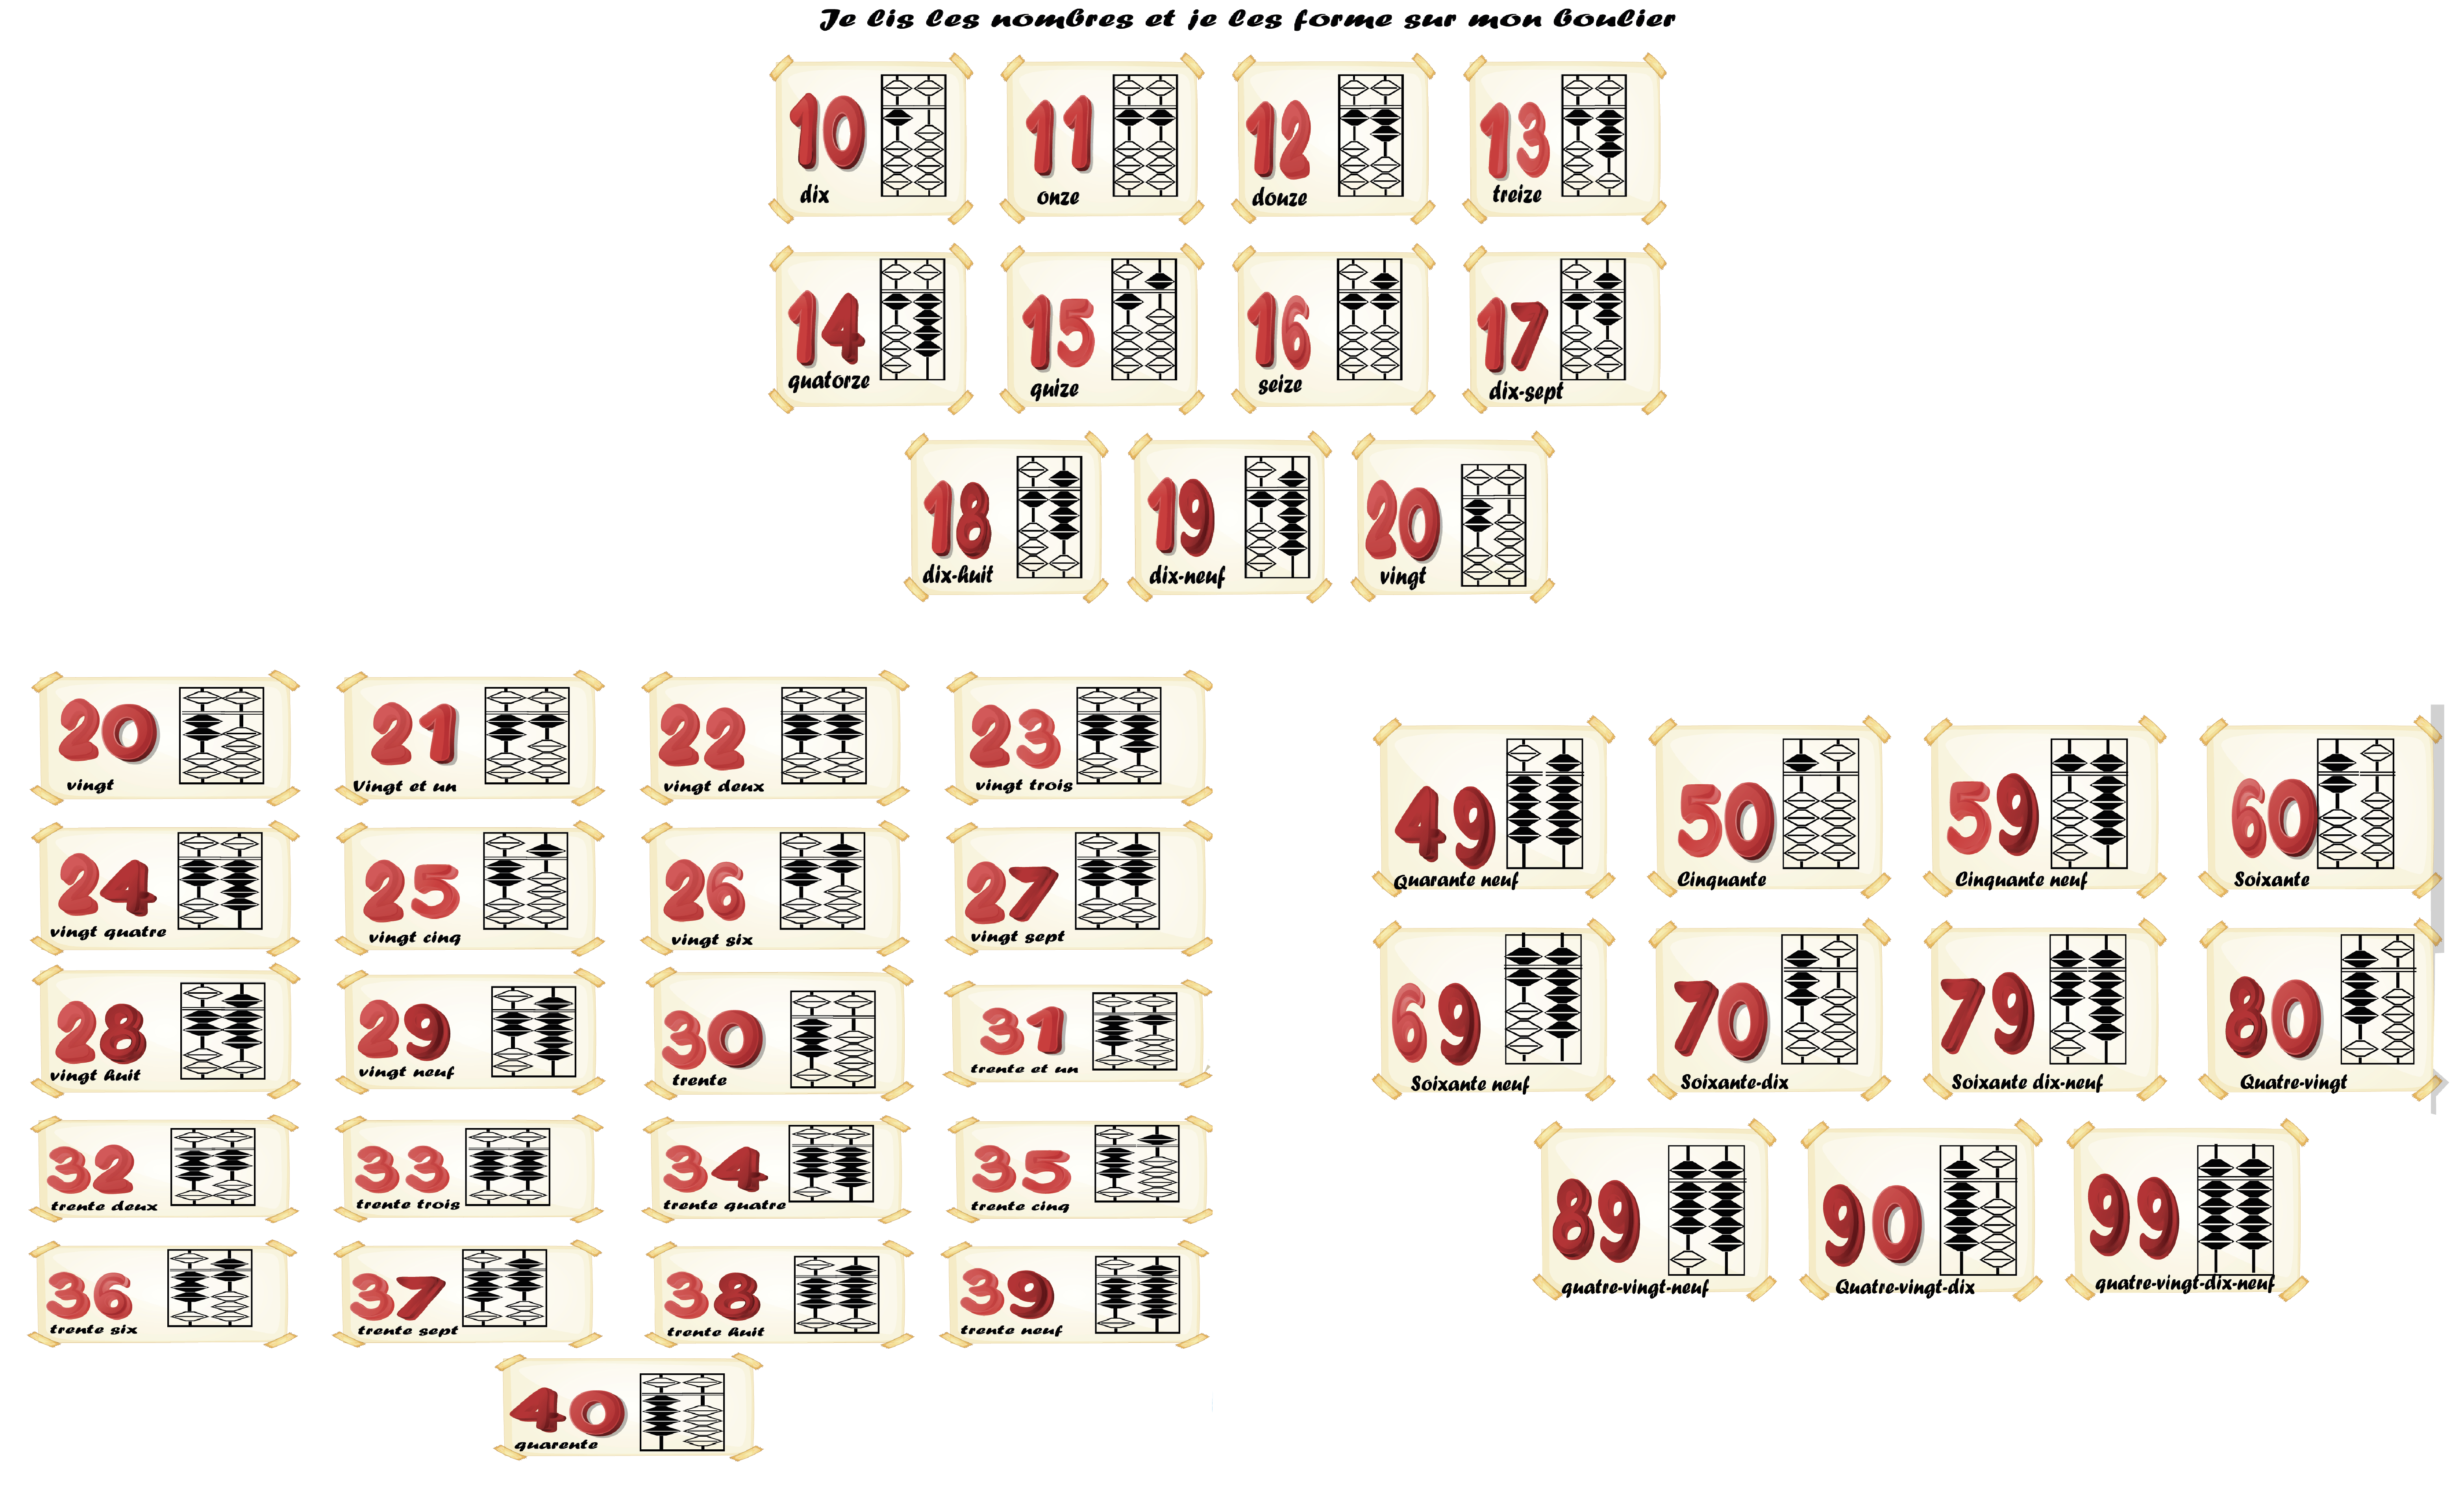 Je lis les nombres et je les forme sur mon boulier
10
dix
11
onze
12
douze
13
treize
14
quatorze
15
quize
16
seize
17
dix-sept
18
dix-huit
19
dix-neuf
20
vingt
20
vingt
21
Vingt et un
22
vingt deux
23
vingt trois
24
vingt quatre
25
vingt cinq
26
vingt six
27
vingt sept
28
vingt huit
29
vingt neuf
30
trente
31
trente et un
32
trente deux
33
trente trois
34
trente quatre
35
trente cinq
36
trente six
37
trente sept
38
trente huit
39
trente neuf
40
quarente
49
Quarante neuf
50
Cinquante
59
Cinquante neuf
60
Soixante
69
Soixante neuf
70
Soixante-dix
79
Soixante dix-neuf
80
Quatre-vingt
89
quatre-vingt-neuf
90
Quatre-vingt-dix
99
quatre-vingt-dix-neuf